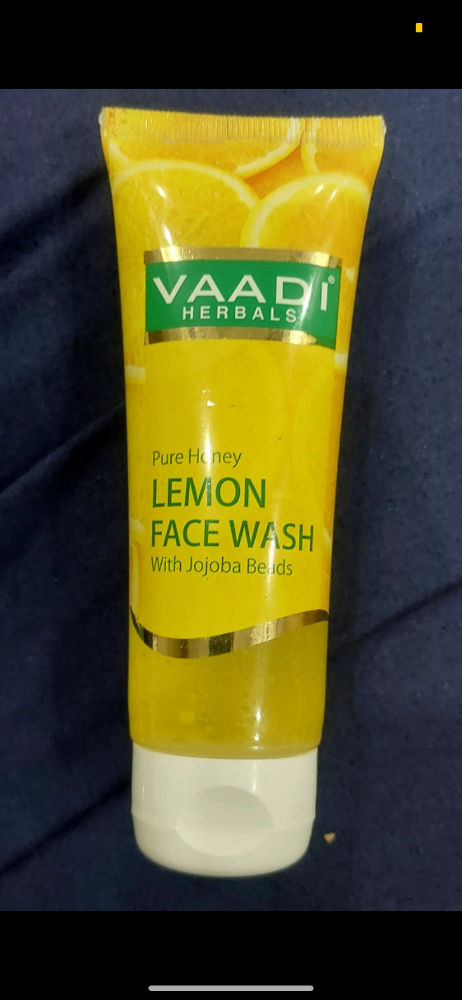 VAADI®
HERBALS
Pure Honey
LEMON
FACE WASH
With Jojoba Beads